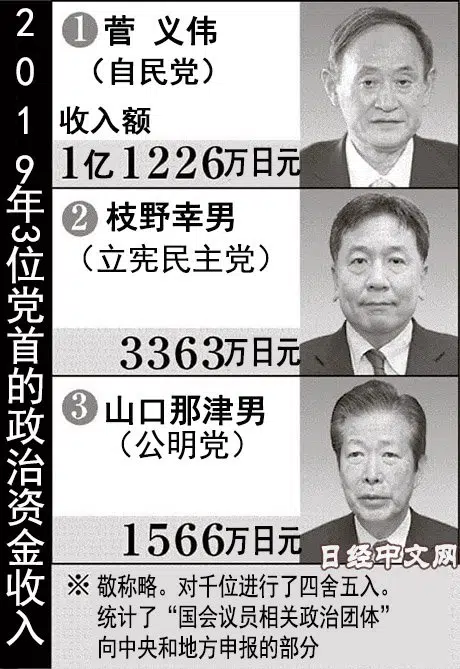 2019年3位党首的政治资金收入
1 菅 义伟
（自民党）
收入额
1亿1226万日元
2 枝野幸男
（立宪民主党）
3363万日元
3 山口那津男
（公明党）
1566万日元
日经中文网
※ 敬称略。对千位进行了四舍五入。
统计了“国会议员相关政治团体”
向中央和地方申报的部分